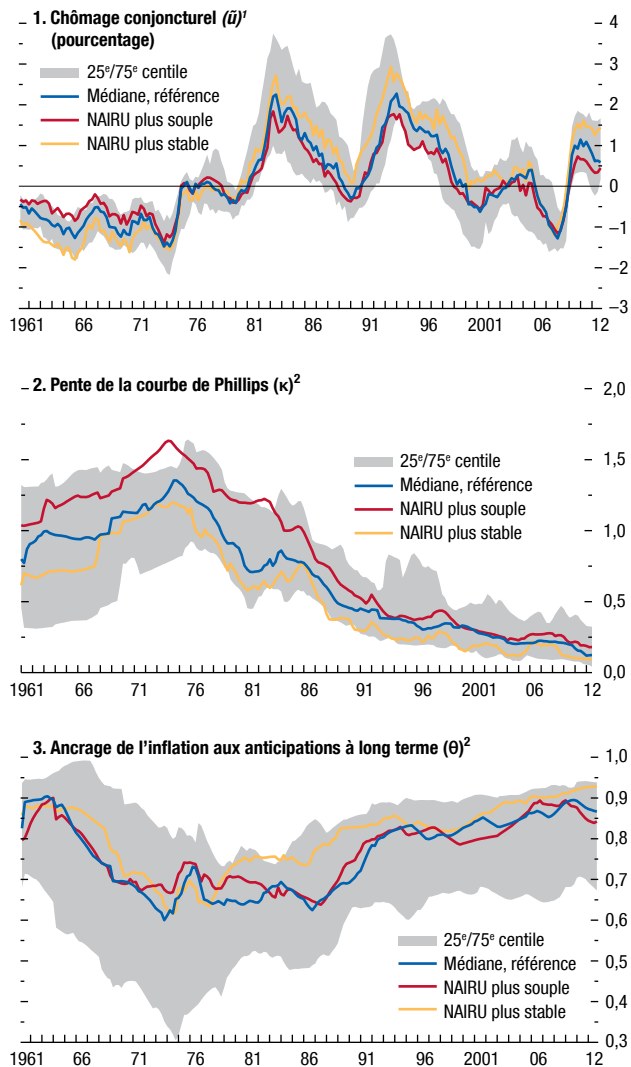 1. Chômage conjoncturel (ũ)¹
(pourcentage)
25ᵉ/75ᵉ centile
Médiane, référence
NAIRU plus souple
NAIRU plus stable
4
3
2
1
0
–1
–2
–3
1961 66 71 76 81 86 91 96 2001 06 12
2. Pente de la courbe de Phillips (κ)²
25ᵉ/75ᵉ centile
Médiane, référence
NAIRU plus souple
NAIRU plus stable
2,0
1,5
1,0
0,5
0,0
1961 66 71 76 81 86 91 96 2001 06 12
3. Ancrage de l’inflation aux anticipations à long terme (θ)²
25ᵉ/75ᵉ centile
Médiane, référence
NAIRU plus souple
NAIRU plus stable
1,0
0,9
0,8
0,7
0,6
0,5
0,4
0,3
1961 66 71 76 81 86 91 96 2001 06 12